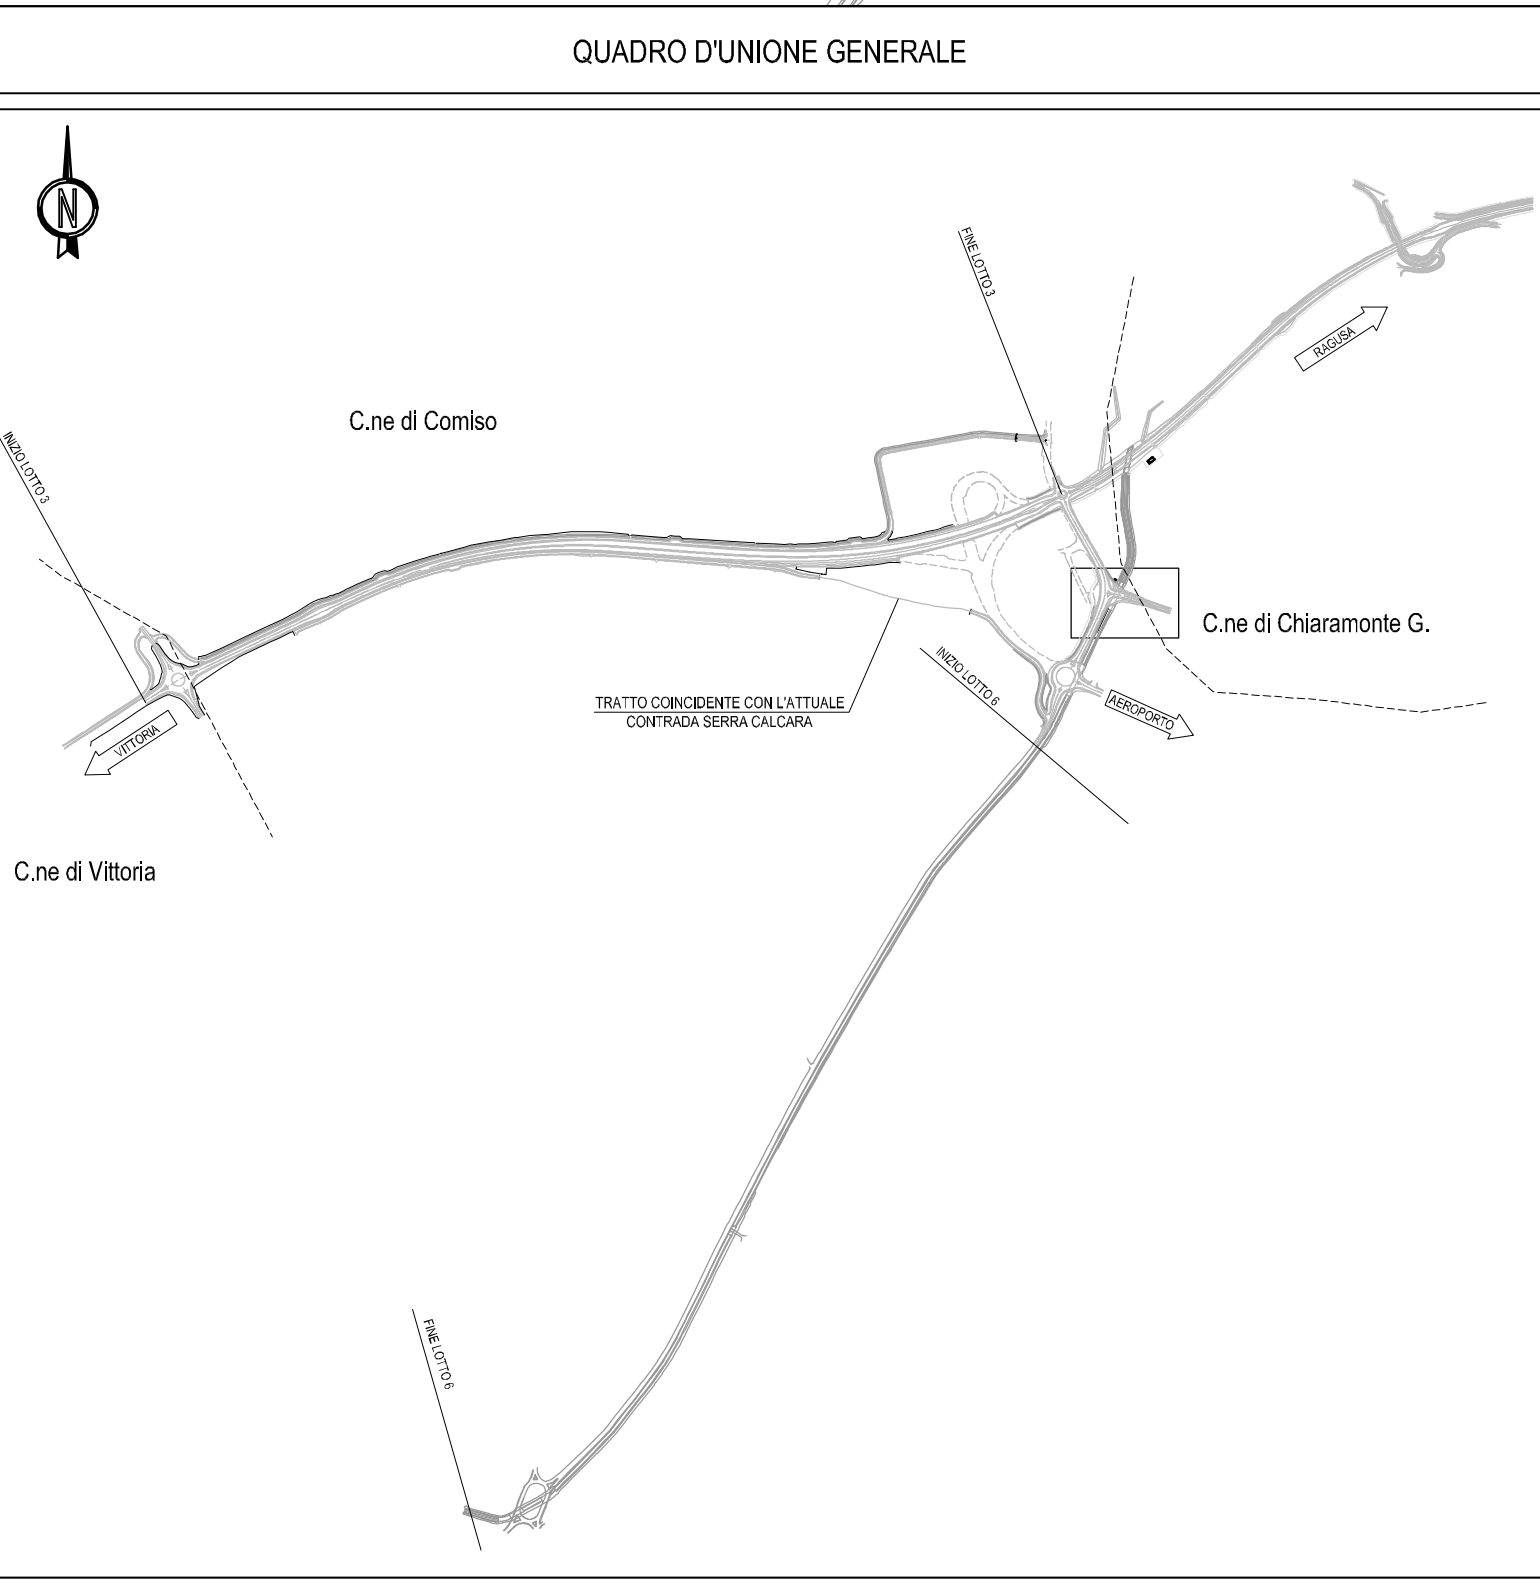 QUADRO D'UNIONE GENERALE
N
FINE LOTTO 3
RAGUSA
C.ne di Comiso
INIZIO LOTTO 3
C.ne di Chiaramonte G.
INIZIO LOTTO 6
TRATTO COINCIDENTE CON L'ATTUALE
CONTRADA SERRA CALCARA
AEROPORTO
VITTORIA
C.ne di Vittoria
FINE LOTTO 6